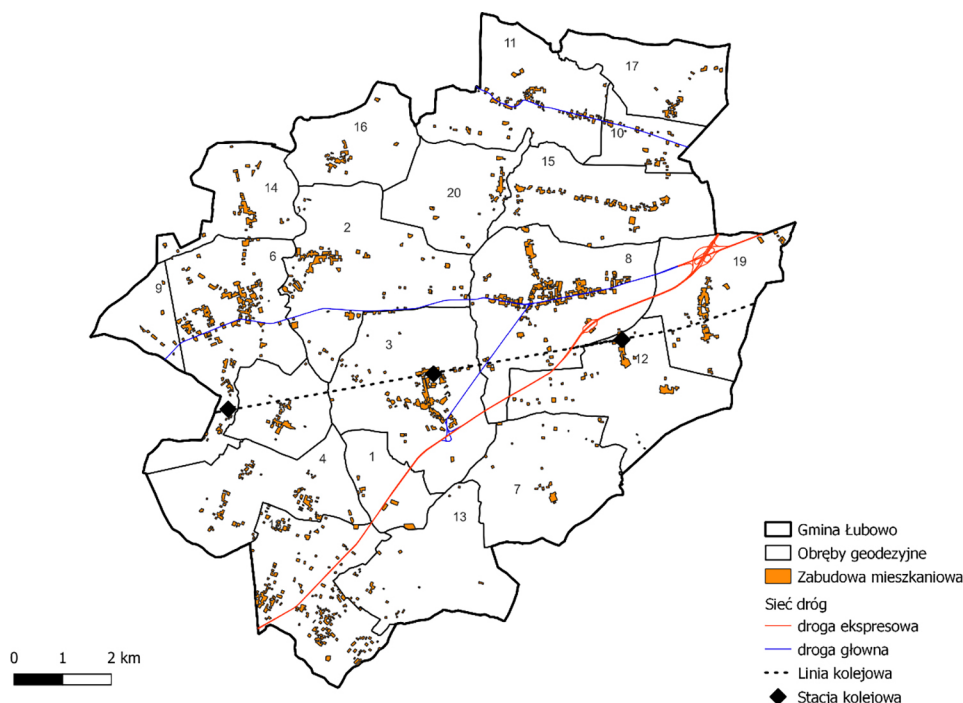 11
17
10
16
15
14
20
2
6
8
19
9
3
12
4
1
7
13
Gmina Łubowo
Obręby geodezyjne
Zabudowa mieszkaniowa
Sieć dróg
droga ekspresowa
droga głowna
Linia kolejowa
Stacja kolejowa
0 1 2 km